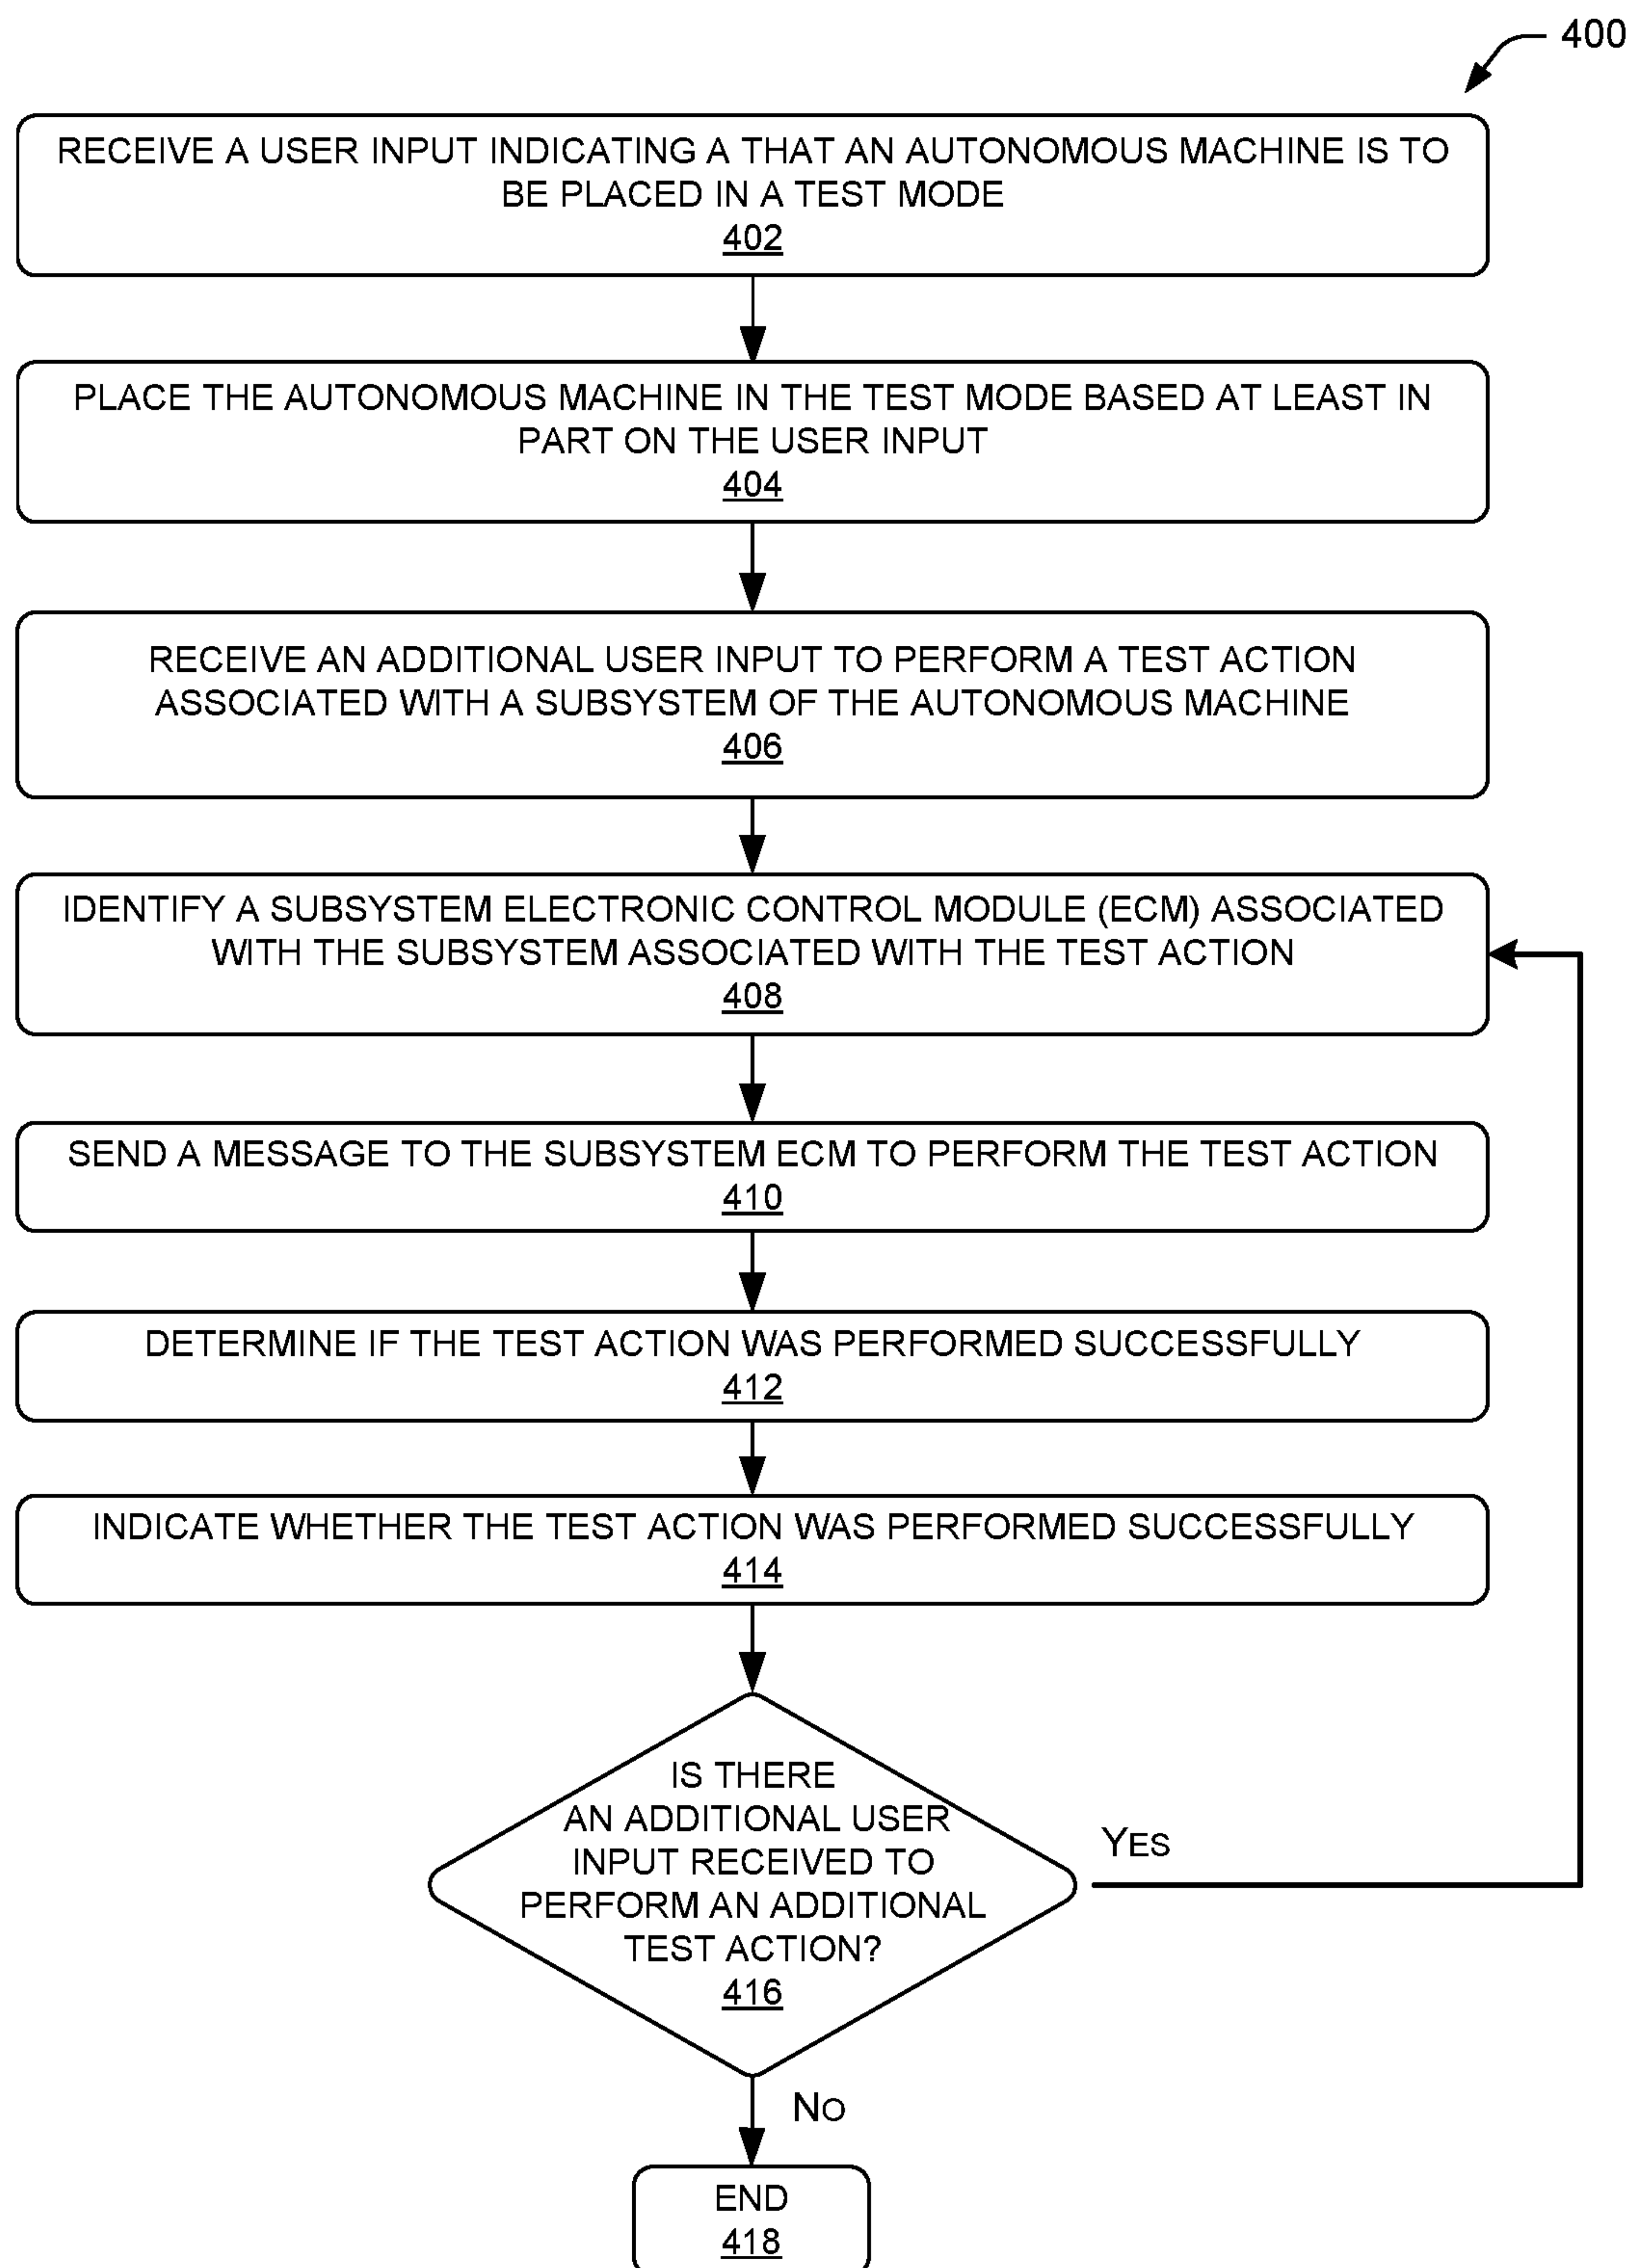 400
RECEIVE A USER INPUT INDICATING A THAT AN AUTONOMOUS MACHINE IS TO
BE PLACED IN A TEST MODE
402
PLACE THE AUTONOMOUS MACHINE IN THE TEST MODE BASED AT LEAST IN
PART ON THE USER INPUT
404
RECEIVE AN ADDITIONAL USER INPUT TO PERFORM A TEST ACTION
ASSOCIATED WITH A SUBSYSTEM OF THE AUTONOMOUS MACHINE
406
IDENTIFY A SUBSYSTEM ELECTRONIC CONTROL MODULE (ECM) ASSOCIATED
WITH THE SUBSYSTEM ASSOCIATED WITH THE TEST ACTION
408
SEND A MESSAGE TO THE SUBSYSTEM ECM TO PERFORM THE TEST ACTION
410
DETERMINE IF THE TEST ACTION WAS PERFORMED SUCCESSFULLY
412
INDICATE WHETHER THE TEST ACTION WAS PERFORMED SUCCESSFULLY
414
IS THERE
AN ADDITIONAL USER
INPUT RECEIVED TO
PERFORM AN ADDITIONAL
TEST ACTION?
416
YES
NO
END
418